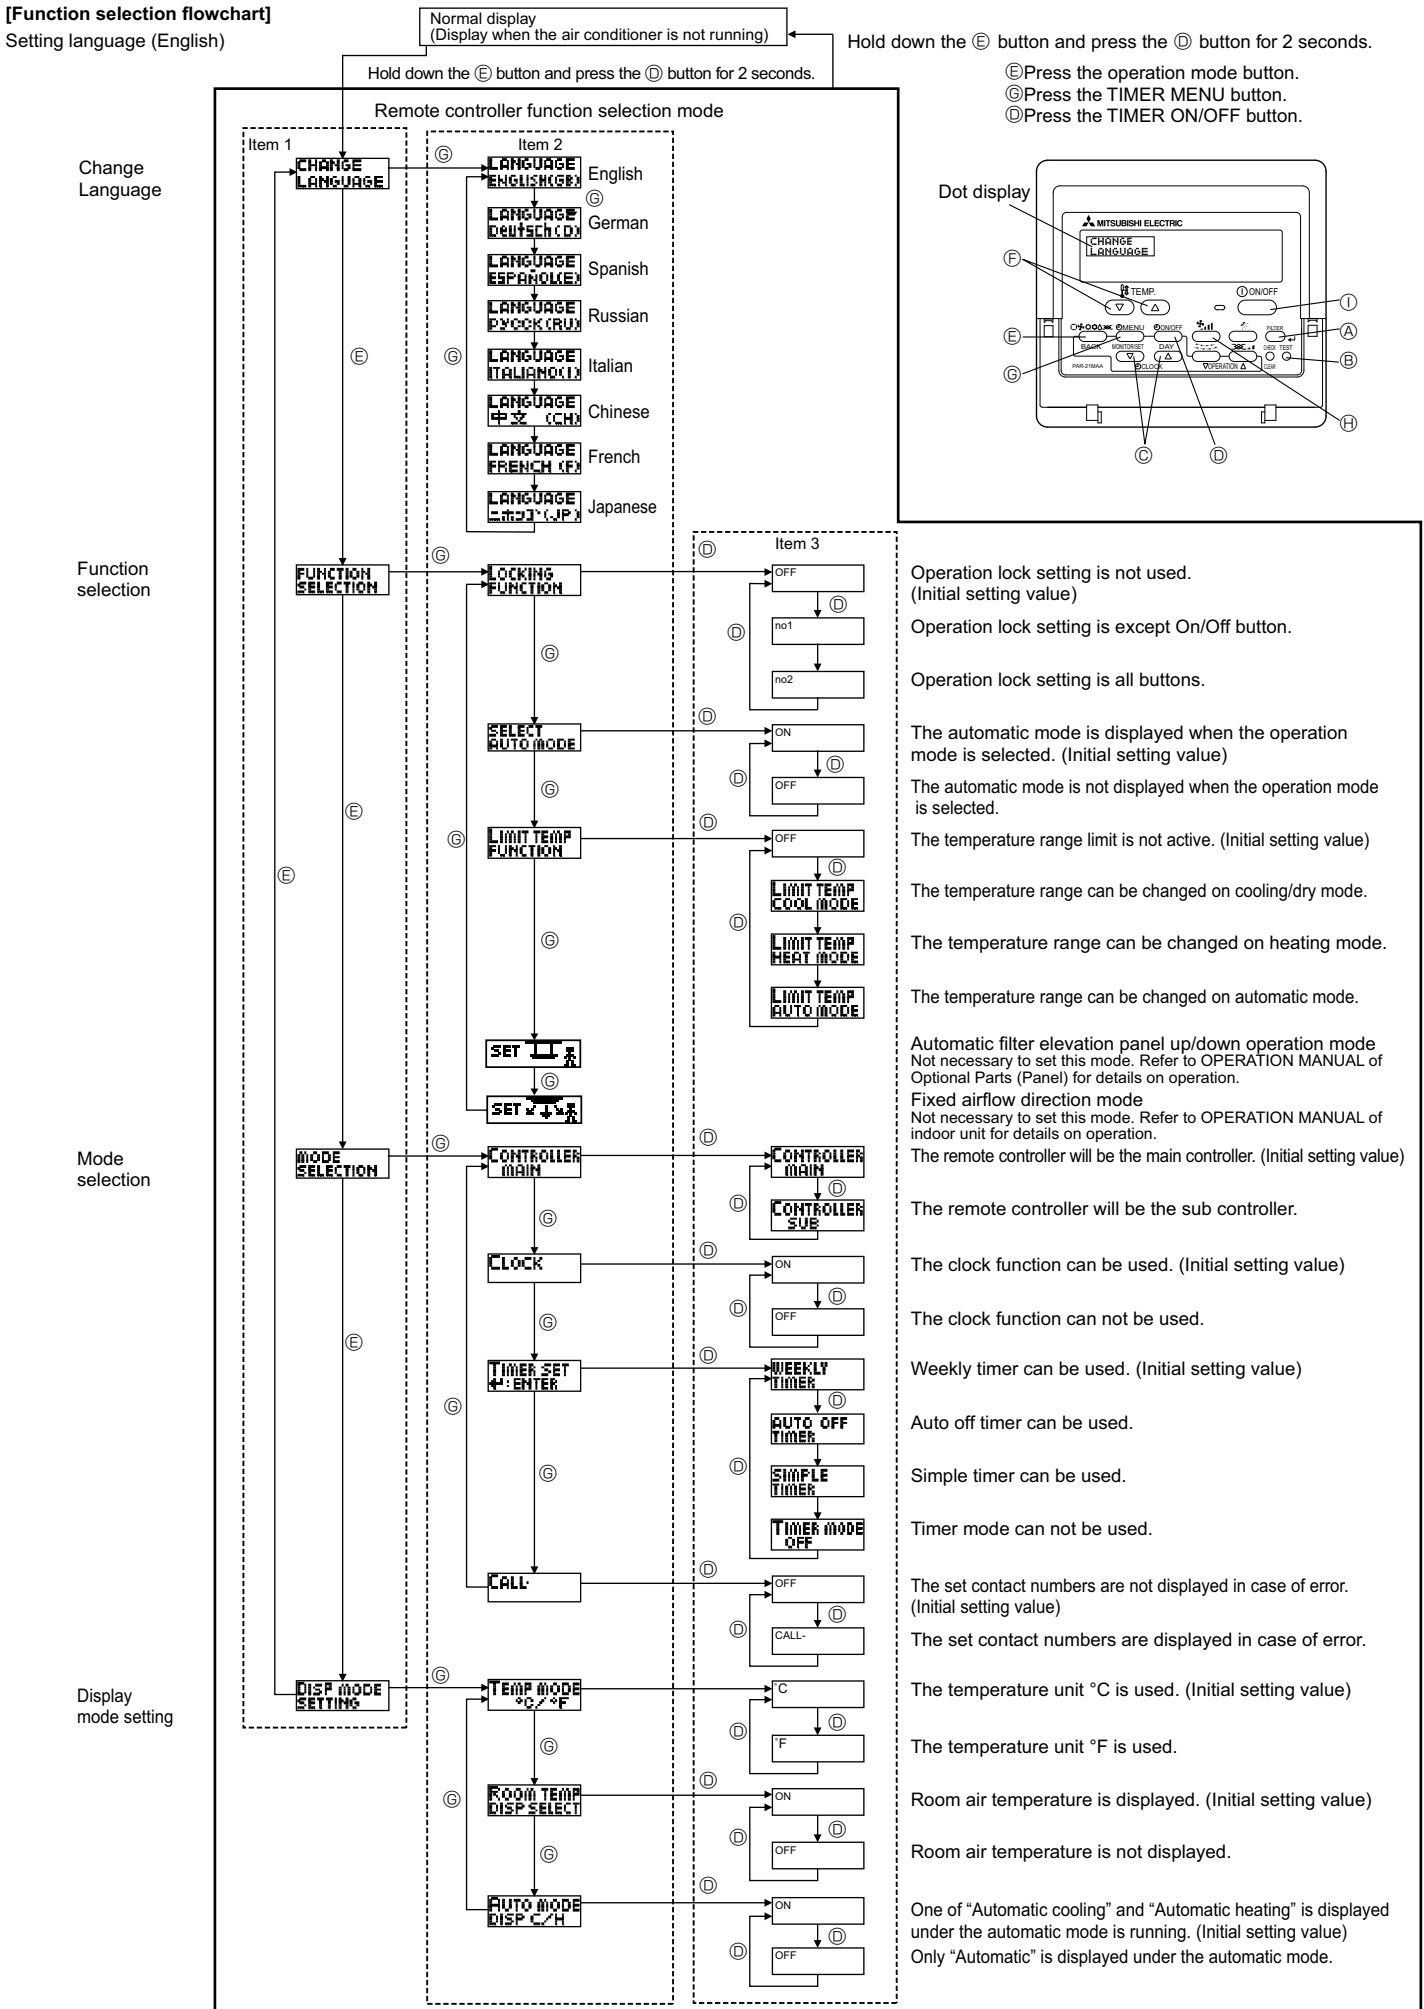 [Function selection flowchart]
Setting language (English)
Normal display
(Display when the air conditioner is not running)
Hold down the Ⓔ button and press the Ⓓ button for 2 seconds.
Hold down the Ⓔ button and press the Ⓓ button for 2 seconds.
ⒺPress the operation mode button.
ⒼPress the TIMER MENU button.
ⒹPress the TIMER ON/OFF button.
Remote controller function selection mode
Item 1
Item 2
Change
Language
CHANGE
LANGUAGE
Ⓖ
LANGUAGE
ENGLISH(GB)
English
Ⓖ
LANGUAGE
Deutsch(D)
German
LANGUAGE
ESPAÑOL(E)
Spanish
LANGUAGE
РУССК(RU)
Russian
Ⓔ
Ⓖ
LANGUAGE
ITALIANO(I)
Italian
LANGUAGE
中文 (CH)
Chinese
LANGUAGE
FRENCH (F)
French
LANGUAGE
ニホンゴ(JP)
Japanese
Dot display
MITSUBISHI ELECTRIC
CHANGE
LANGUAGE
TEMP.
ON/OFF
MENU
ON/OFF
FILTER
BACK
MONITOR/SET
DAY
CHECK TEST
PAR-21MAA
CLOCK
OPERATION
CLEAR
Ⓕ
Ⓔ
Ⓖ
Ⓒ
Ⓓ
Ⓘ
Ⓐ
Ⓑ
Ⓗ
Item 3
Function
selection
FUNCTION
SELECTION
Ⓖ
LOCKING
FUNCTION
Ⓓ
OFF
Operation lock setting is not used.
(Initial setting value)
Ⓓ
Ⓓ
no1
Operation lock setting is except On/Off button.
Ⓖ
no2
Operation lock setting is all buttons.
SELECT
AUTO MODE
Ⓓ
ON
The automatic mode is displayed when the operation
mode is selected. (Initial setting value)
Ⓓ
Ⓓ
Ⓖ
OFF
The automatic mode is not displayed when the operation mode
is selected.
Ⓔ
Ⓖ
LIMIT TEMP
FUNCTION
Ⓓ
OFF
The temperature range limit is not active. (Initial setting value)
Ⓔ
Ⓓ
LIMIT TEMP
COOL MODE
The temperature range can be changed on cooling/dry mode.
Ⓓ
Ⓖ
LIMIT TEMP
HEAT MODE
The temperature range can be changed on heating mode.
LIMIT TEMP
AUTO MODE
The temperature range can be changed on automatic mode.
SET
Automatic filter elevation panel up/down operation mode
Not necessary to set this mode. Refer to OPERATION MANUAL of
Optional Parts (Panel) for details on operation.
Ⓖ
SET
Fixed airflow direction mode
Not necessary to set this mode. Refer to OPERATION MANUAL of
indoor unit for details on operation.
Mode
selection
MODE
SELECTION
Ⓖ
CONTROLLER
MAIN
Ⓓ
CONTROLLER
MAIN
The remote controller will be the main controller. (Initial setting value)
Ⓓ
Ⓓ
Ⓖ
CONTROLLER
SUB
The remote controller will be the sub controller.
CLOCK
Ⓓ
ON
The clock function can be used. (Initial setting value)
Ⓓ
Ⓓ
Ⓖ
OFF
The clock function can not be used.
Ⓔ
TIMER SET
↵:ENTER
Ⓓ
WEEKLY
TIMER
Weekly timer can be used. (Initial setting value)
Ⓖ
Ⓓ
AUTO OFF
TIMER
Auto off timer can be used.
Ⓖ
Ⓓ
SIMPLE
TIMER
Simple timer can be used.
TIMER MODE
OFF
Timer mode can not be used.
CALL-
Ⓓ
OFF
The set contact numbers are not displayed in case of error.
(Initial setting value)
Ⓓ
Ⓓ
CALL-
The set contact numbers are displayed in case of error.
Display
mode setting
DISP MODE
SETTING
Ⓖ
TEMP MODE
°C/°F
°C
The temperature unit °C is used. (Initial setting value)
Ⓓ
Ⓓ
Ⓖ
°F
The temperature unit °F is used.
Ⓖ
ROOM TEMP
DISP SELECT
Ⓓ
ON
Room air temperature is displayed. (Initial setting value)
Ⓓ
Ⓓ
Ⓖ
OFF
Room air temperature is not displayed.
AUTO MODE
DISP C/H
Ⓓ
ON
One of “Automatic cooling” and “Automatic heating” is displayed
under the automatic mode is running. (Initial setting value)
Ⓓ
Ⓓ
OFF
Only “Automatic” is displayed under the automatic mode.